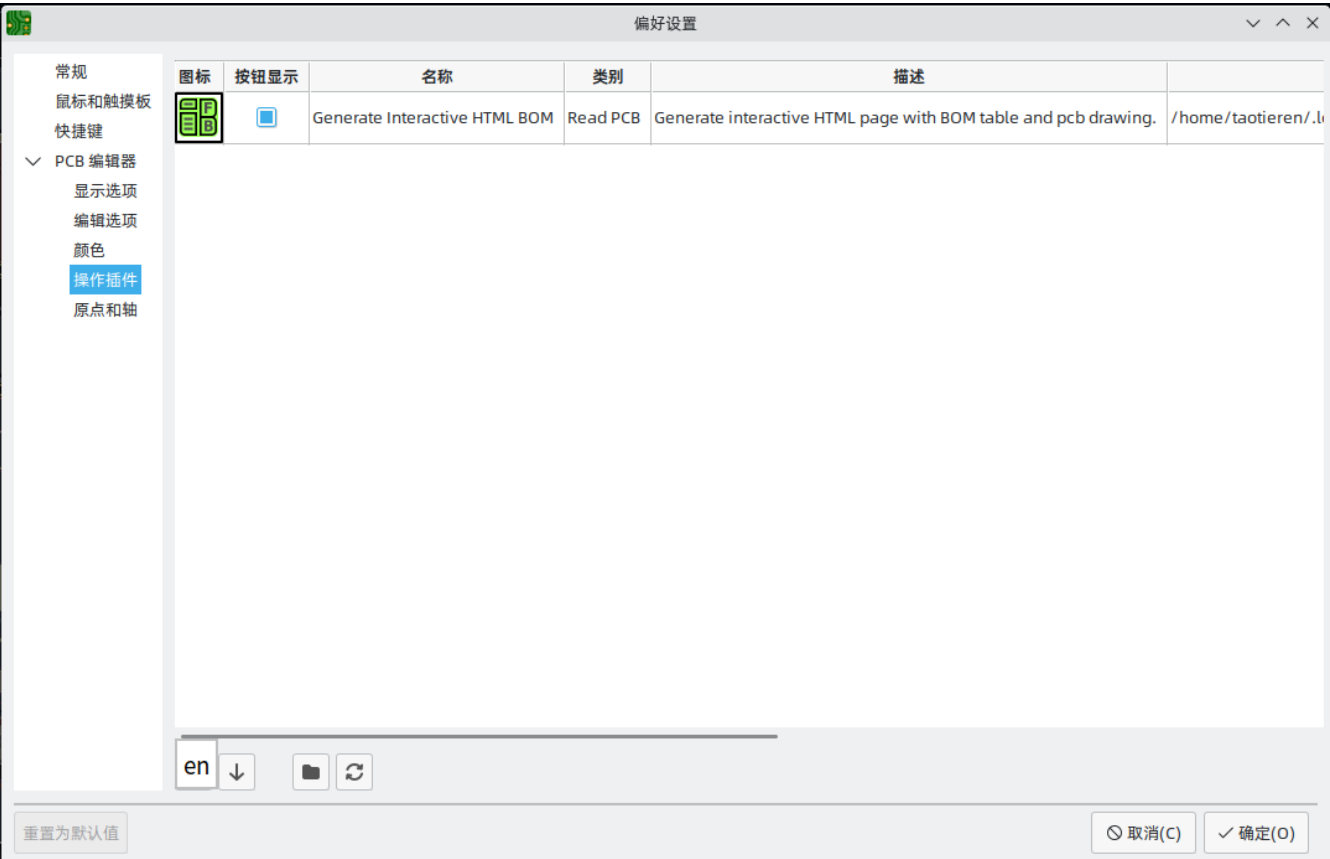 偏好设置
常规
鼠标和触摸板
快捷键
PCB 编辑器
显示选项
编辑选项
颜色
操作插件
原点和轴
图标 按钮显示 名称 类别 描述
F B Generate Interactive HTML BOM Read PCB Generate interactive HTML page with BOM table and pcb drawing. /home/taotieren/.l
en
重置为默认值 取消(C) 确定(O)